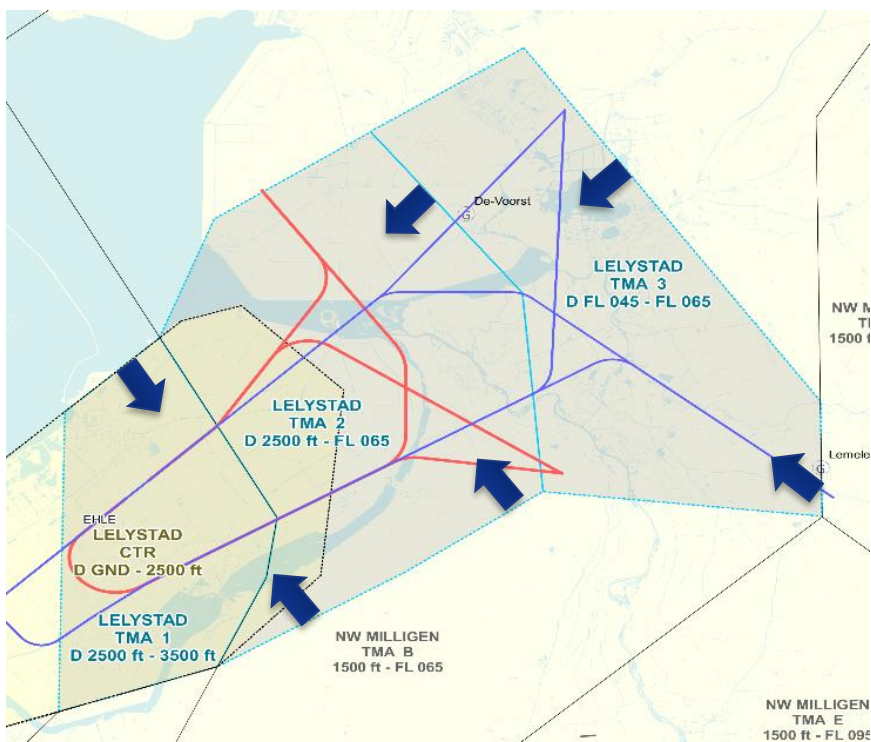 De-Voorst
G
LELYSTAD
TMA 3
D FL 045 - FL 065
NW M
1500 f
LELYSTAD
TMA 2
D 2500 ft - FL 065
Lemele
G
EHLE
LELYSTAD
CTR
D GND - 2500 ft
LELYSTAD
TMA 1
D 2500 ft - 3500 ft
NW MILLIGEN
TMA B
1500 ft - FL 065
NW MILLIGEN
TMA E
1500 ft - FL 095